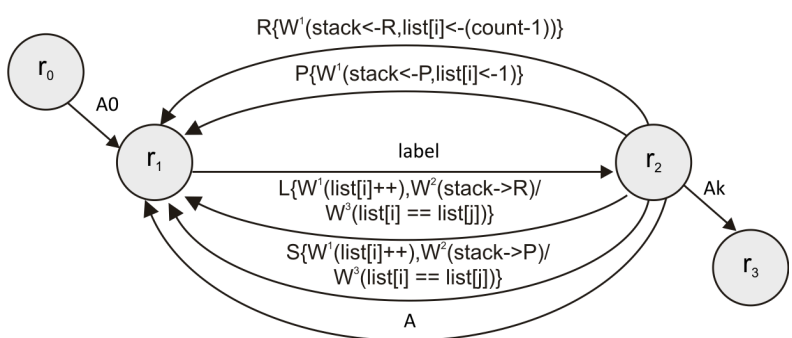 R{W¹(stack<-R,list[i]<-(count-1))}
r₀
P{W¹(stack<-P,list[i]<-1)}
A0
label
r₁
r₂
L{W¹(list[i]++),W²(stack->R)/
W³(list[i] == list[j])}
Ak
S{W¹(list[i]++),W²(stack->P)/
W³(list[i] == list[j])}
r₃
A